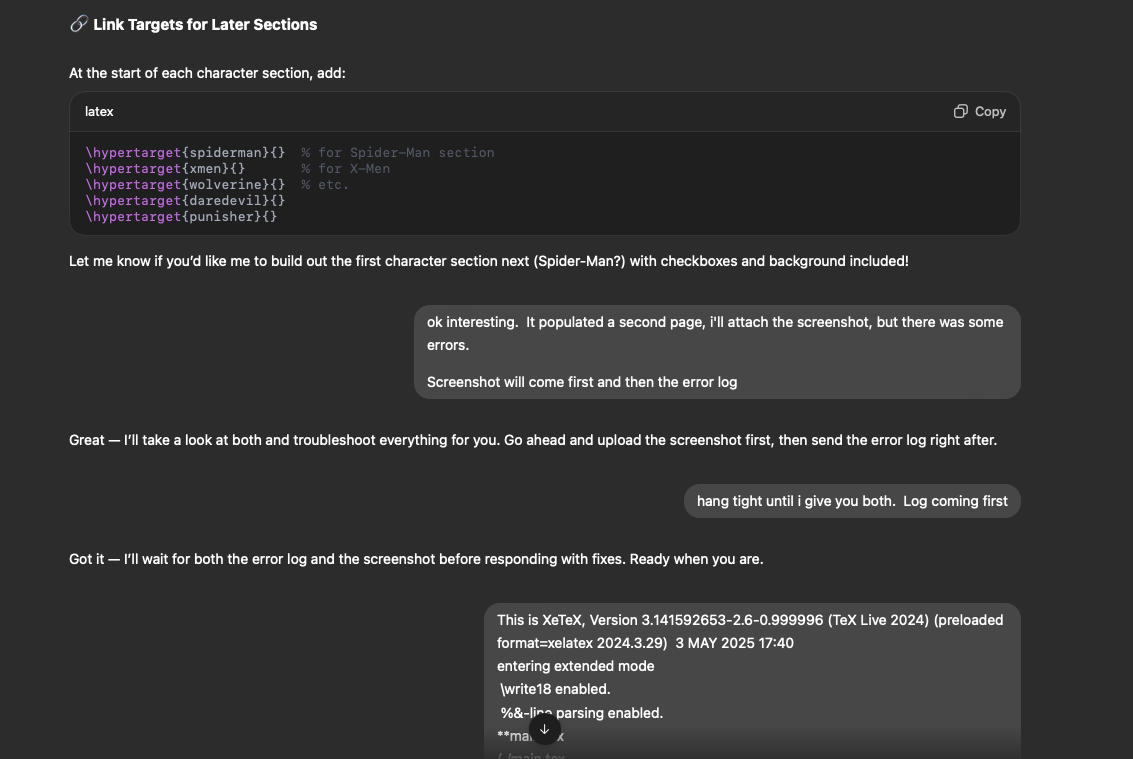 🔗 Link Targets for Later Sections
At the start of each character section, add:
latex
Copy
\hypertarget{spiderman}{}  % for Spider-Man section
\hypertarget{xmen}{}       % for X-Men
\hypertarget{wolverine}{}  % etc.
\hypertarget{daredevil}{}
\hypertarget{punisher}{}
Let me know if you’d like me to build out the first character section next (Spider-Man?) with checkboxes and background included!
ok interesting.  It populated a second page, i'll attach the screenshot, but there was some
errors.
Screenshot will come first and then the error log
Great — I’ll take a look at both and troubleshoot everything for you. Go ahead and upload the screenshot first, then send the error log right after.
hang tight until i give you both.  Log coming first
Got it — I’ll wait for both the error log and the screenshot before responding with fixes. Ready when you are.
This is XeTeX, Version 3.141592653-2.6-0.999996 (TeX Live 2024) (preloaded
format=xelatex 2024.3.29)  3 MAY 2025 17:40
entering extended mode
\write18 enabled.
%&-line parsing enabled.